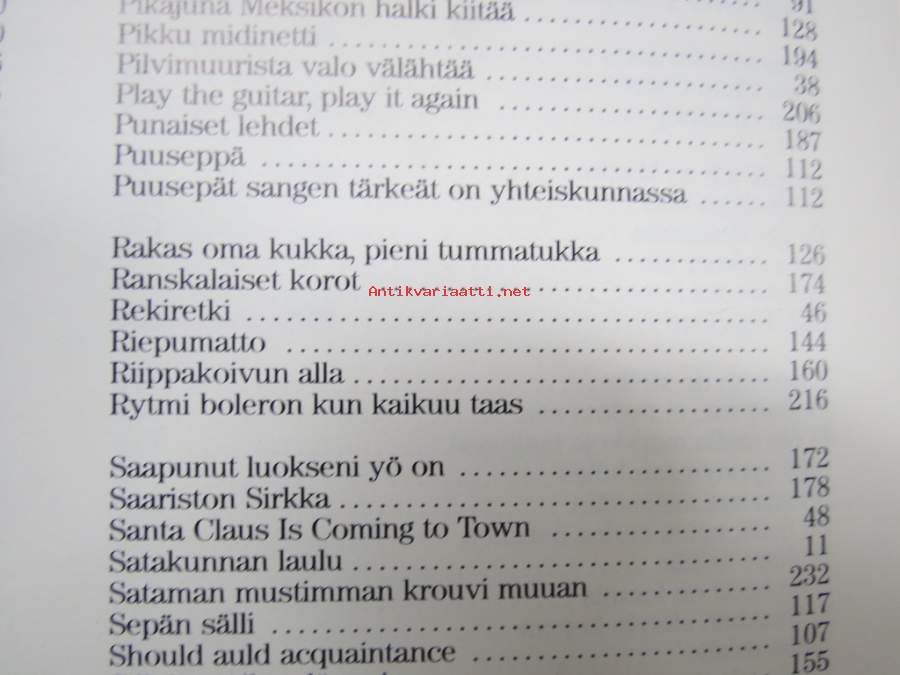 91
Pikajuna Meksikon halki kiitää .................. 128
Pikku midinetti .................. 194
Pilvimuurista valo välähtää .................. 38
Play the guitar, play it again .................. 206
Punaiset lehdet .................. 187
Puuseppä .................. 112
Puusepät sangen tärkeät on yhteiskunnassa ...... 112
Rakas oma kukka, pieni tummatukka ............ 126
Ranskalaiset korot .................. 174
Antikvariaatti.net
Rekiretki .................. 46
Riepumatto .................. 144
Riippakoivun alla .................. 160
Rytmi boleron kun kaikuu taas .................. 216
Saapunut luokseni yö on .................. 172
Saariston Sirkka .................. 178
Santa Claus Is Coming to Town .................. 48
Satakunnan laulu .................. 11
Sataman mustimman krouvi muuan ............. 232
Sepän sälli .................. 117
Should auld acquaintance .................. 107
155